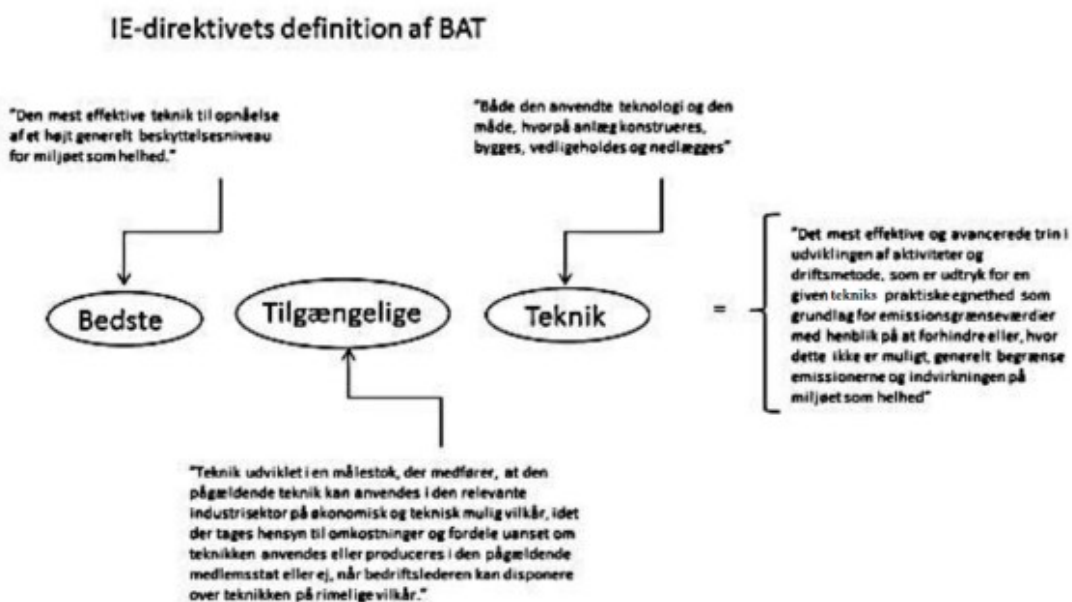 IE-direktivets definition af BAT
"Den mest effektive teknik til opnåelse
af et højt generelt beskyttelsesniveau
for miljøet som helhed."
"Både den anvendte teknologi og den
måde, hvorpå anlæg konstrueres,
bygges, vedligeholdes og nedlægges"
Bedste
Tilgængelige
Teknik
=
"Det mest effektive og avancerede trin i
udviklingen af aktiviteter og
driftsmetode, som er udtryk for en
given tekniks praktiske egnethed som
grundlag for emissionsgrænseværdier
med henblik på at forhindre eller, hvor
dette ikke er muligt, generelt begrænse
emissionerne og indvirkningen på
miljøet som helhed"
"Teknik udviklet i en målestok, der medfører, at den
pågældende teknik kan anvendes i den relevante
industrisektor på økonomisk og teknisk mulig vilkår, idet
der tages hensyn til omkostninger og fordele uanset om
teknikken anvendes eller produceres i den pågældende
medlemsstat eller ej, når bedriftslederen kan disponere
over teknikken på rimelige vilkår."